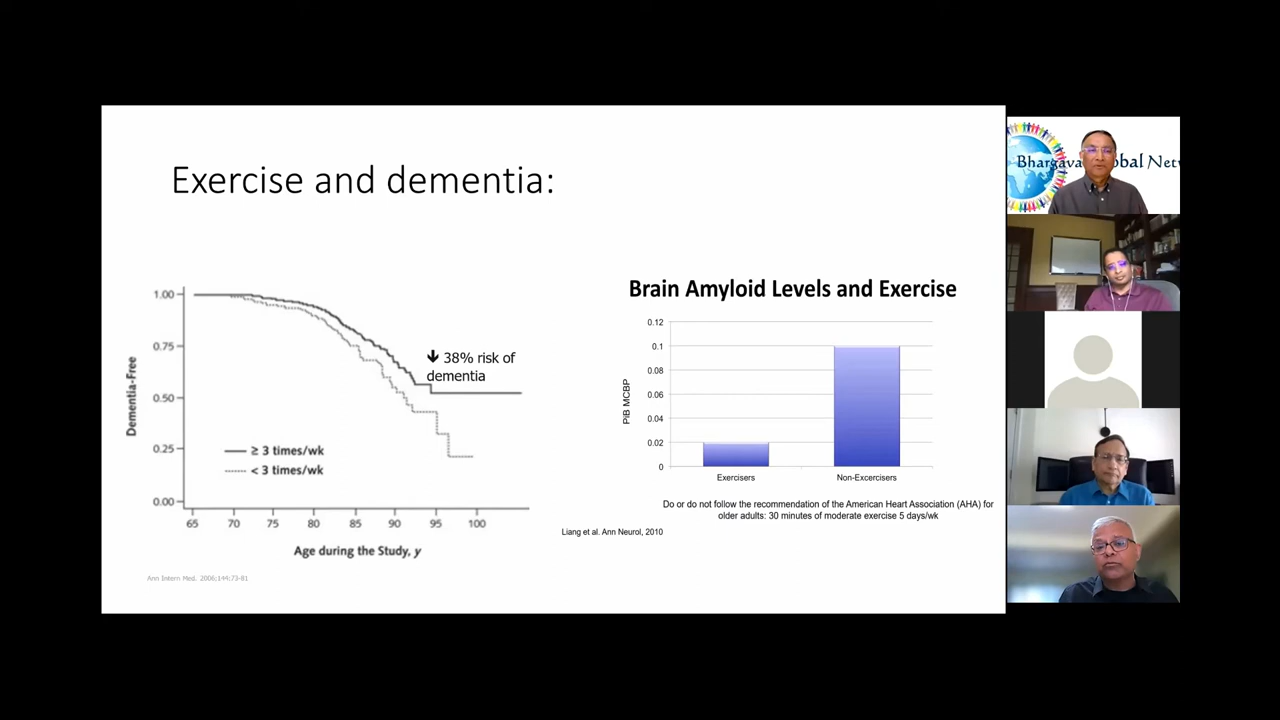 Exercise and dementia:
Dementia-Free
1.00
0.75
0.50
0.25
0.00
↓ 38% risk of
dementia
≥ 3 times/wk
< 3 times/wk
65 70 75 80 85 90 95 100
Age during the Study, y
Ann Intern Med. 2006;144:73-81
Brain Amyloid Levels and Exercise
PiB MCBP
0.12
0.1
0.08
0.06
0.04
0.02
0
Exercisers Non-Excercisers
Do or do not follow the recommendation of the American Heart Association (AHA) for
older adults: 30 minutes of moderate exercise 5 days/wk
Liang et al. Ann Neurol, 2010
Bhargava